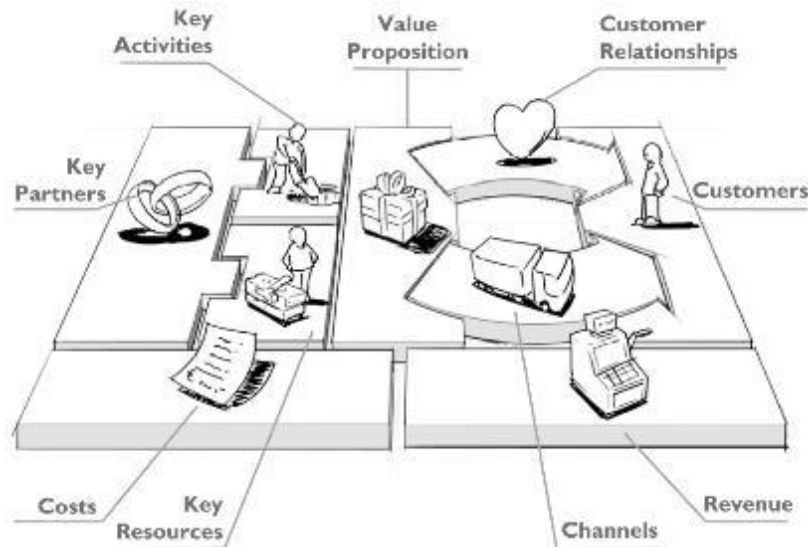 Key
Activities
Value
Proposition
Customer
Relationships
Key
Partners
Customers
Costs
Key
Resources
Channels
Revenue